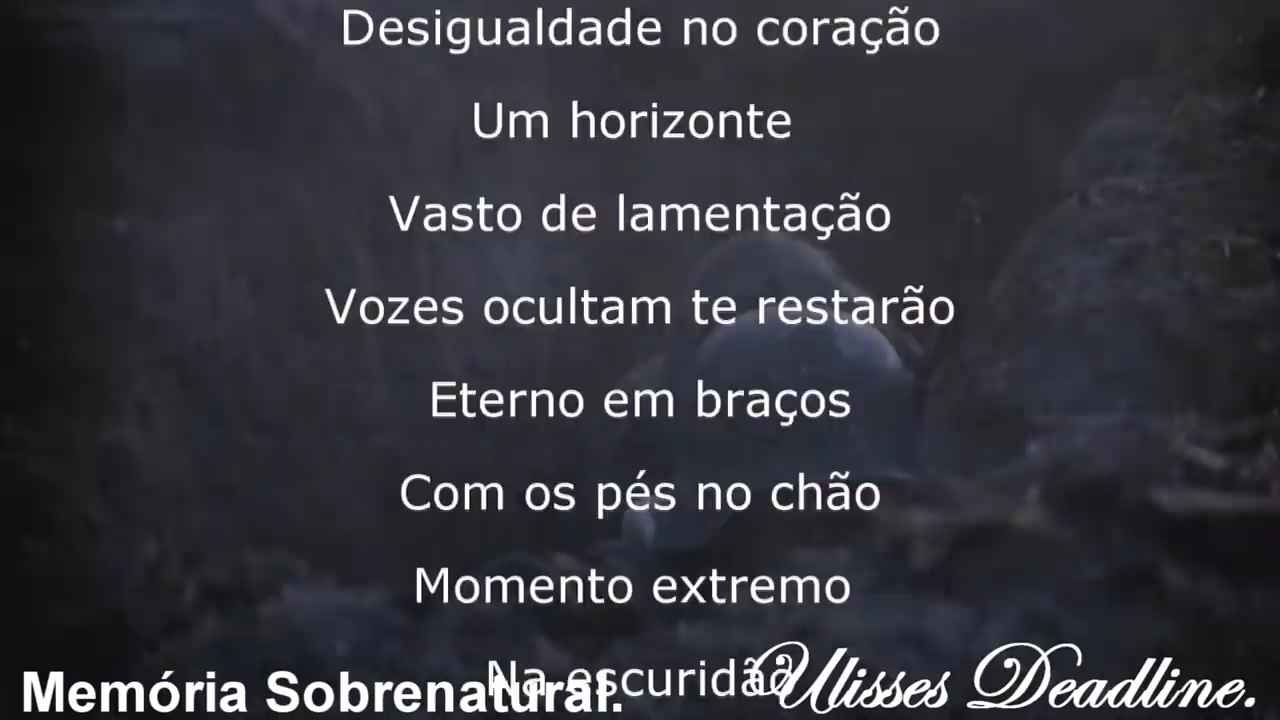 Desigualdade no coração
Um horizonte
Vasto de lamentação
Vozes ocultam te restarão
Eterno em braços
Com os pés no chão
Momento extremo
Na escuridão
Memória Sobrenatural.
Ulisses Deadline.